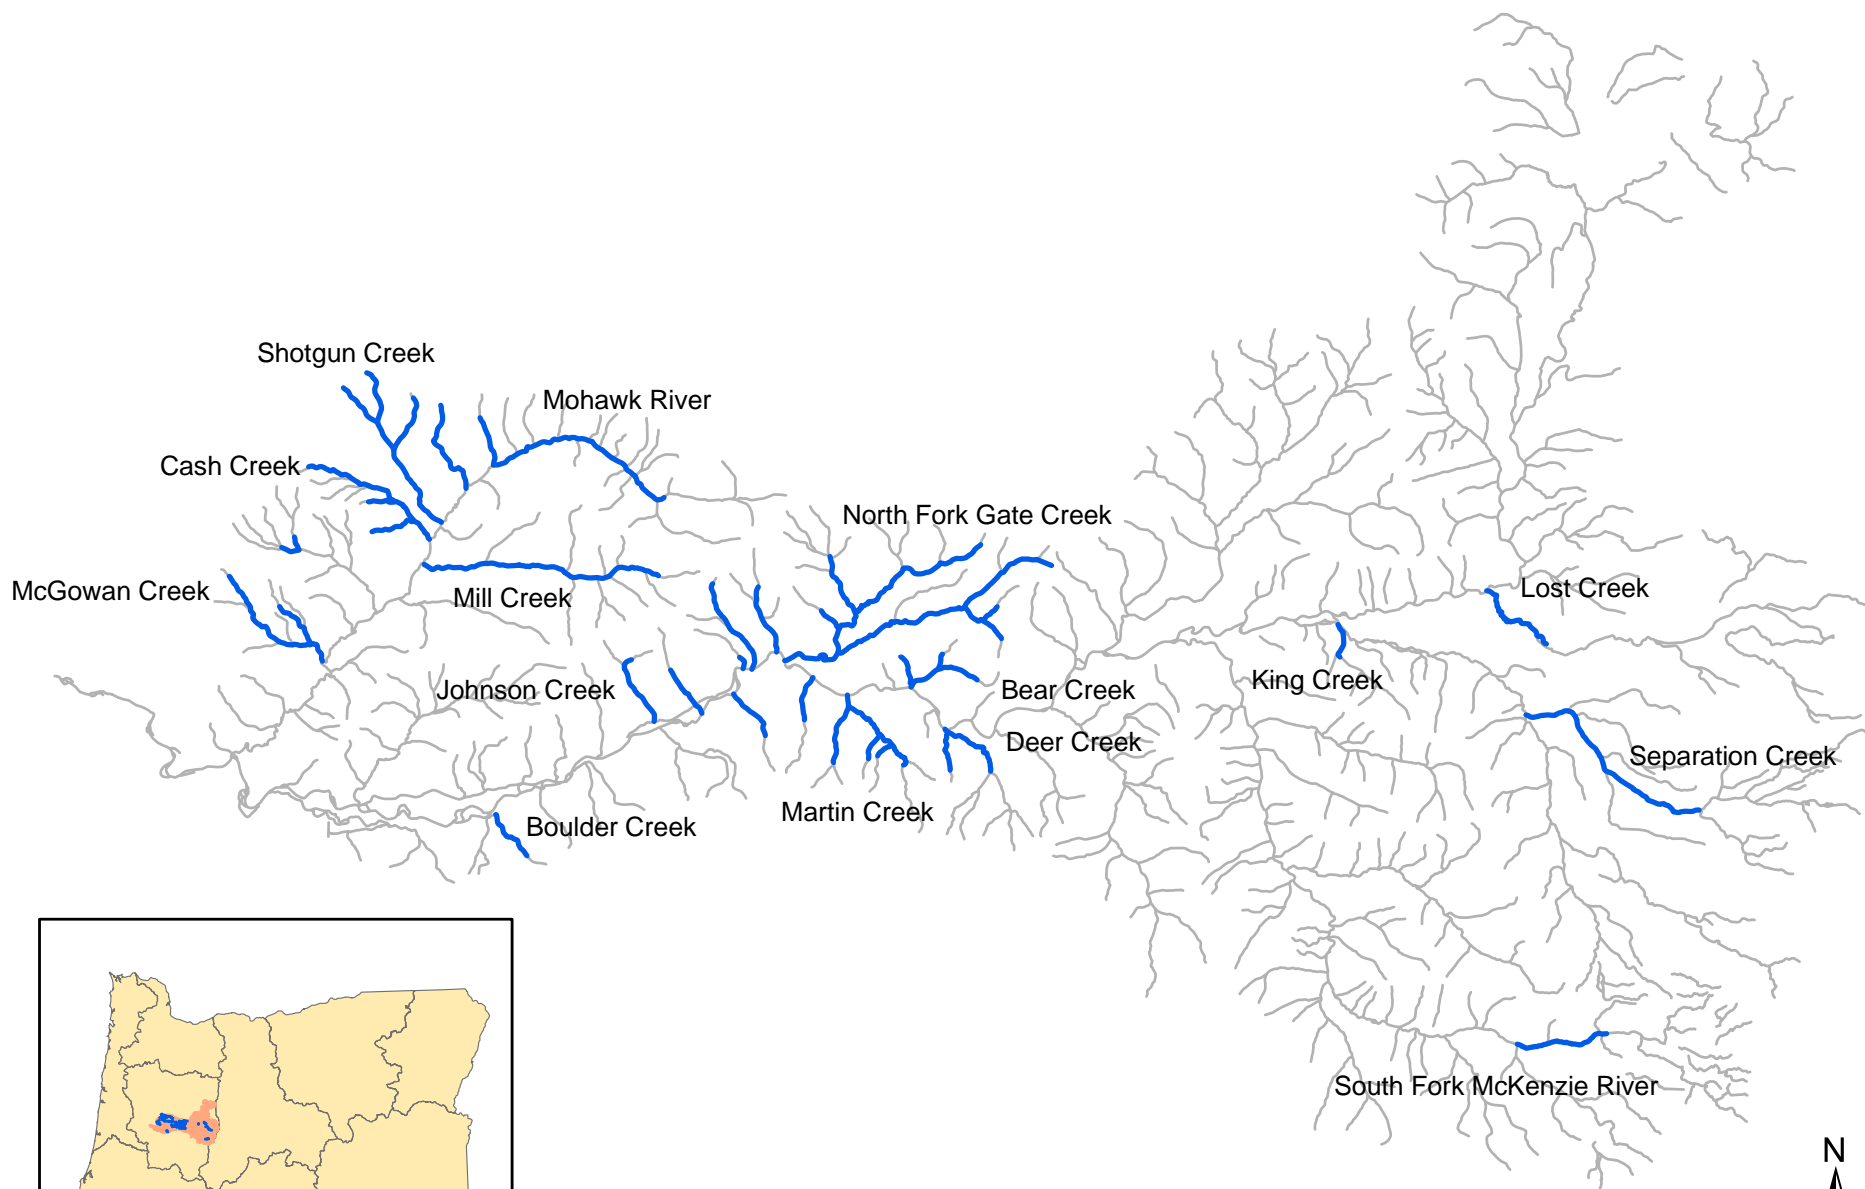 Shotgun Creek
Mohawk River
Cash Creek
North Fork Gate Creek
McGowan Creek
Mill Creek
Lost Creek
Johnson Creek
Bear Creek
King Creek
Deer Creek
Separation Creek
Martin Creek
Boulder Creek
South Fork McKenzie River
N